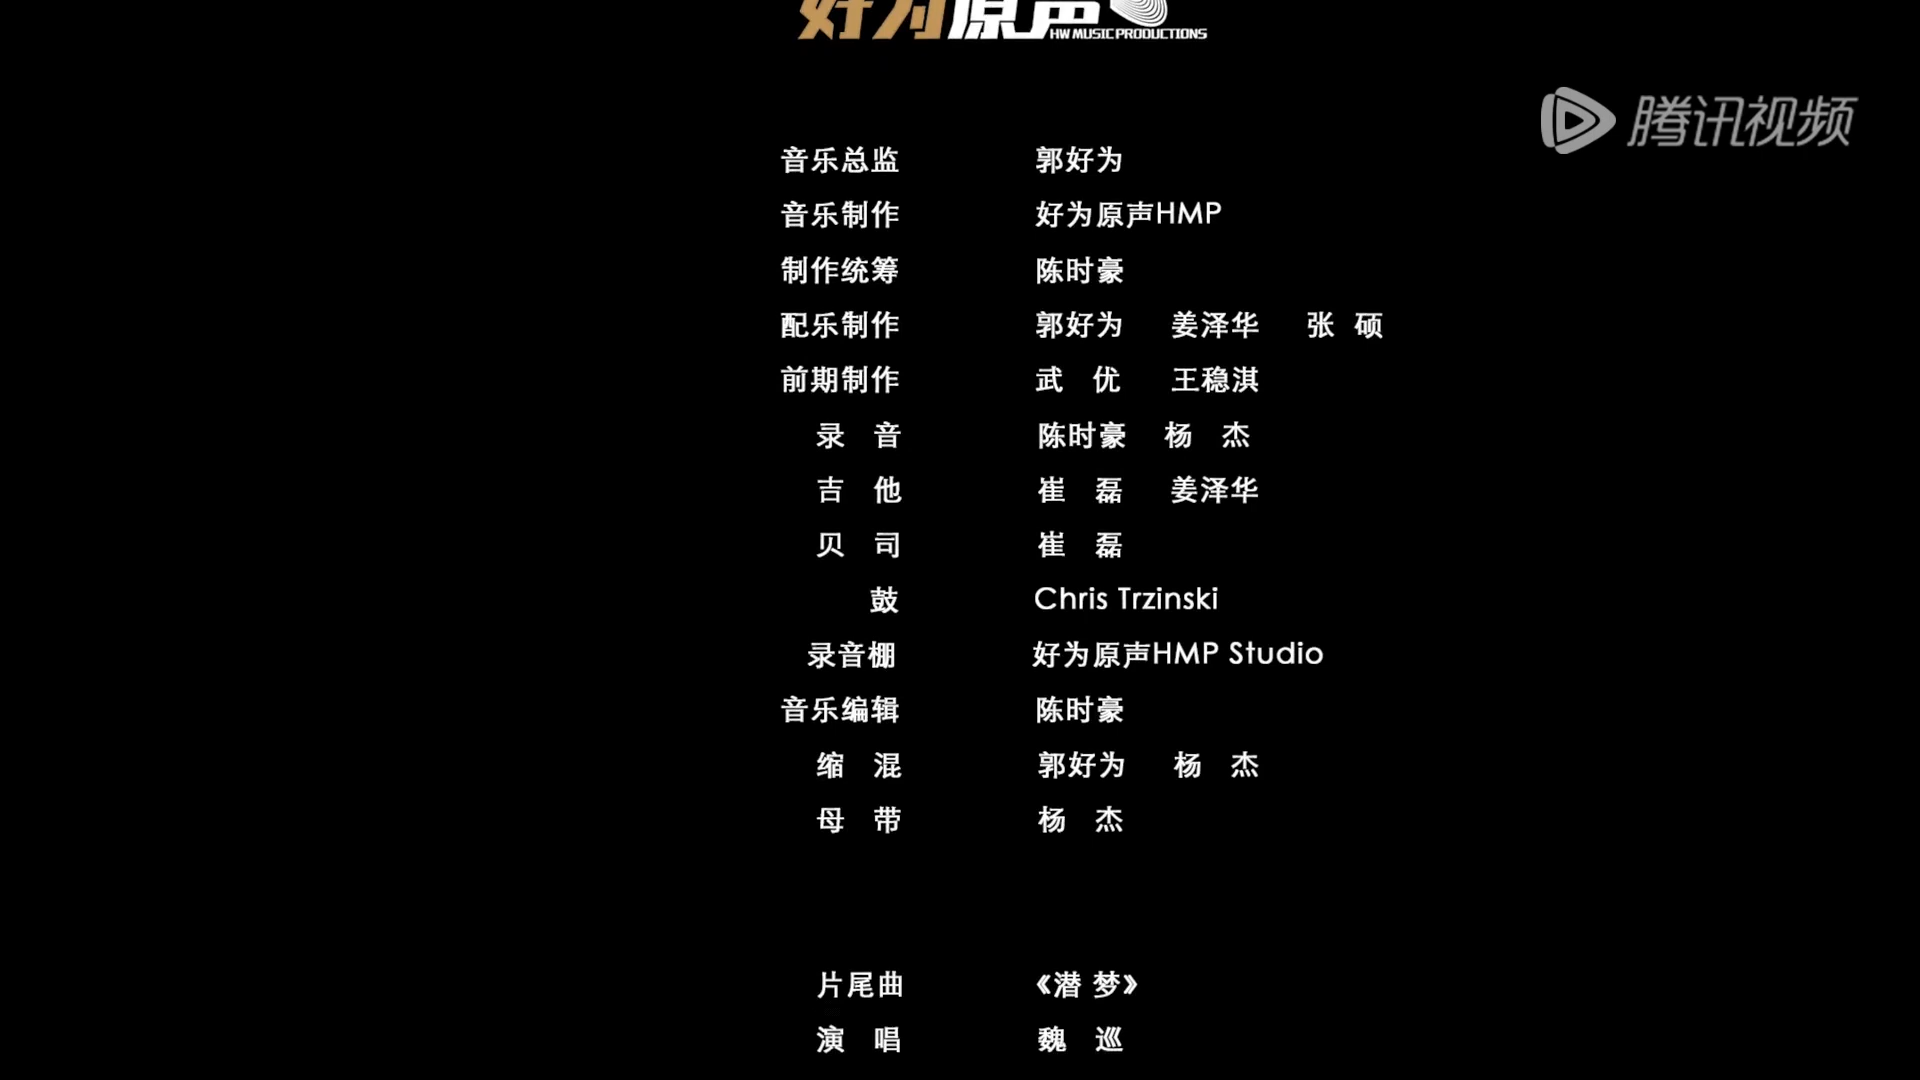 好为原声
HW MUSIC PRODUCTIONS
腾讯视频
音乐总监 郭好为
音乐制作 好为原声HMP
制作统筹 陈时豪
配乐制作 郭好为 姜泽华 张 硕
前期制作 武 优 王稳淇
录 音 陈时豪 杨 杰
吉 他 崔 磊 姜泽华
贝 司 崔 磊
鼓 Chris Trzinski
录音棚 好为原声HMP Studio
音乐编辑 陈时豪
缩 混 郭好为 杨 杰
母 带 杨 杰
片尾曲 《潜 梦》
演 唱 魏 巡